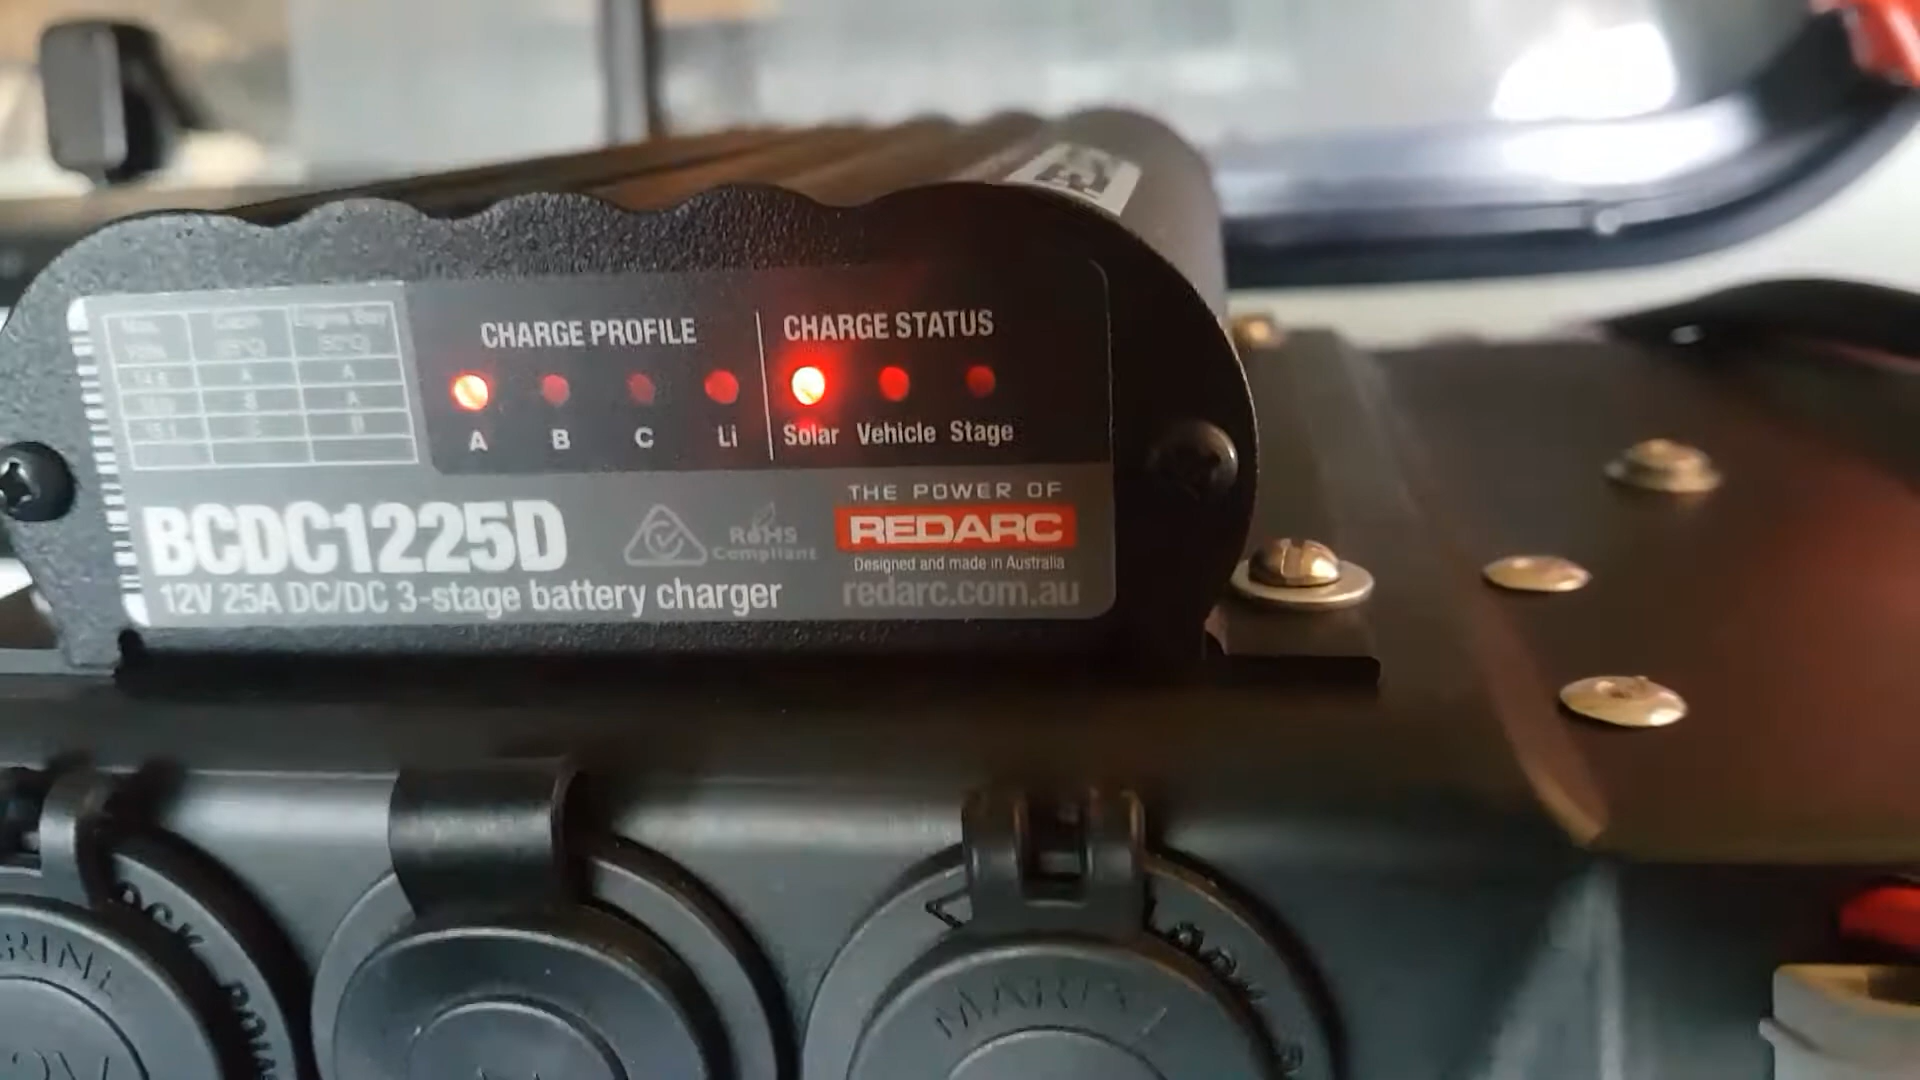 CHARGE PROFILE
CHARGE STATUS
A B C Li
Solar Vehicle Stage
BCDC1225D
12V 25A DC/DC 3-stage battery charger
RoHS
Compliant
THE POWER OF
REDARC
Designed and made in Australia
redarc.com.au